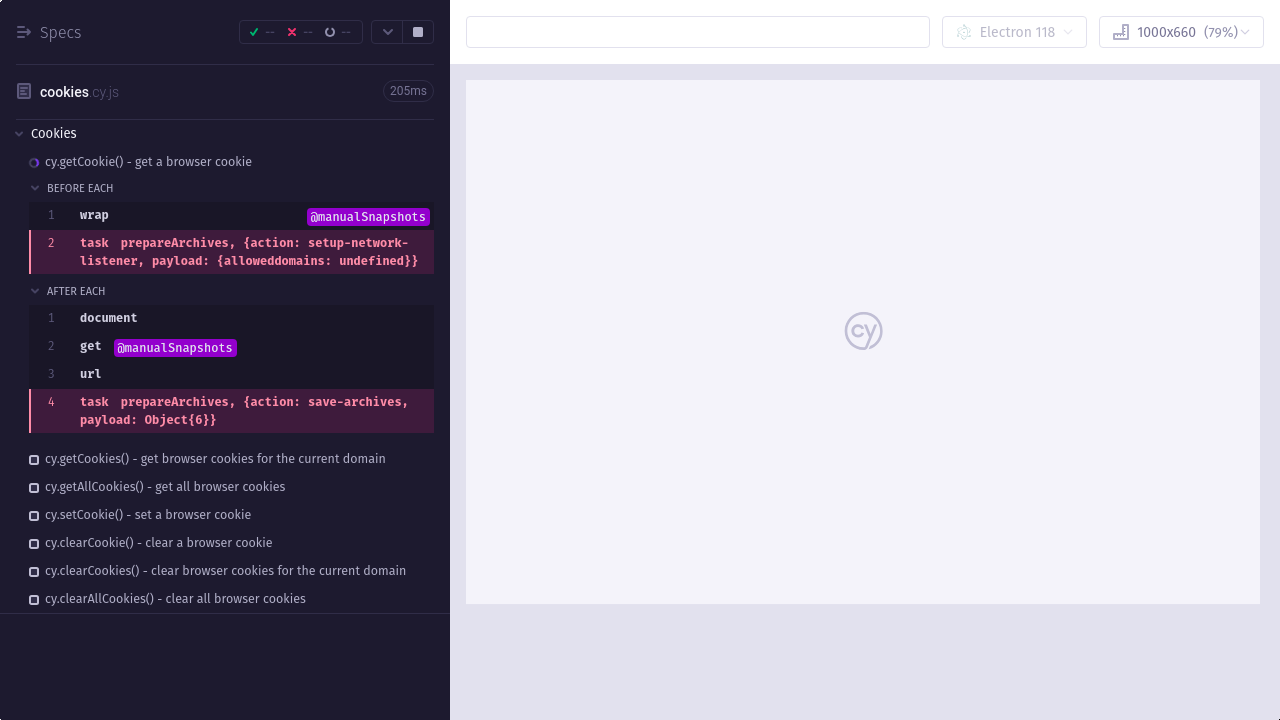 Specs
--
--
--
Electron 118
1000x660 (79%)
cookies.cy.js
205ms
Cookies
cy.getCookie() - get a browser cookie
BEFORE EACH
1 wrap @manualSnapshots
2 task prepareArchives, {action: setup-network-
listener, payload: {alloweddomains: undefined}}
AFTER EACH
1 document
2 get @manualSnapshots
3 url
4 task prepareArchives, {action: save-archives,
payload: Object{6}}
cy.getCookies() - get browser cookies for the current domain
cy.getAllCookies() - get all browser cookies
cy.setCookie() - set a browser cookie
cy.clearCookie() - clear a browser cookie
cy.clearCookies() - clear browser cookies for the current domain
cy.clearAllCookies() - clear all browser cookies
cy